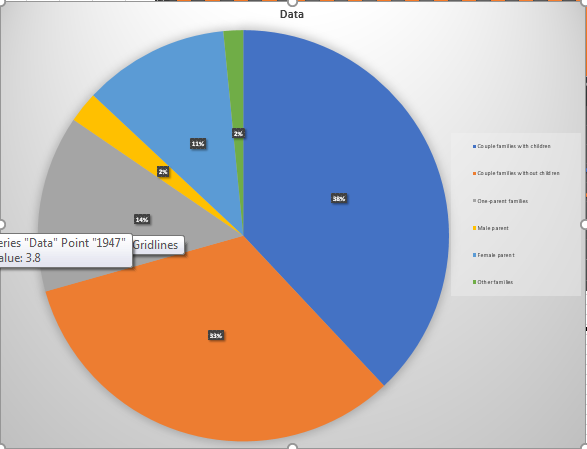 Data
11%
2%
2%
38%
14%
33%
Couple families with children
Couple families without children
One-parent families
Male parent
Female parent
Other families
eries "Data" Point "1947"
alue: 3.8
Gridlines